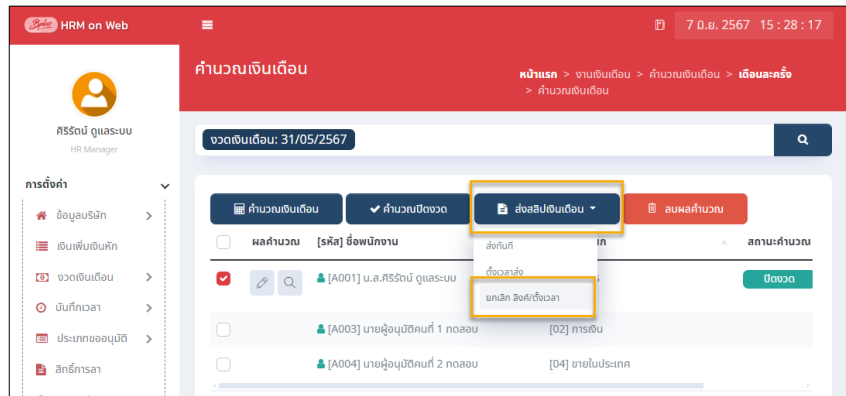 Bplus HRM on Web
7 มิ.ย. 2567 15 : 28 : 17
คำนวณเงินเดือน
หน้าแรก > งานเงินเดือน > คำนวณเงินเดือน > เดือนละครั้ง
> คำนวณเงินเดือน
ศิริรัตน์ ดูแลระบบ
HR Manager
งวดเงินเดือน: 31/05/2567
การตั้งค่า
ข้อมูลบริษัท
เงินเพิ่มเงินหัก
งวดเงินเดือน
บันทึกเวลา
ประเภทขออนุมัติ
สิทธิ์การลา
คำนวณเงินเดือน คำนวณปิดงวด ส่งสลิปเงินเดือน ลบผลคำนวณ
ผลคำนวณ [รหัส] ชื่อพนักงาน สถานะคำนวณ
ส่งทันที
ตั้งเวลาส่ง
ยกเลิก ลิงค์/ตั้งเวลา
[A001] น.ส.ศิริรัตน์ ดูแลระบบ ปิดงวด
[A003] นายผู้อนุมัติคนที่ 1 ทดสอบ [02] การเงิน
[A004] นายผู้อนุมัติคนที่ 2 ทดสอบ [04] ขายในประเทศ